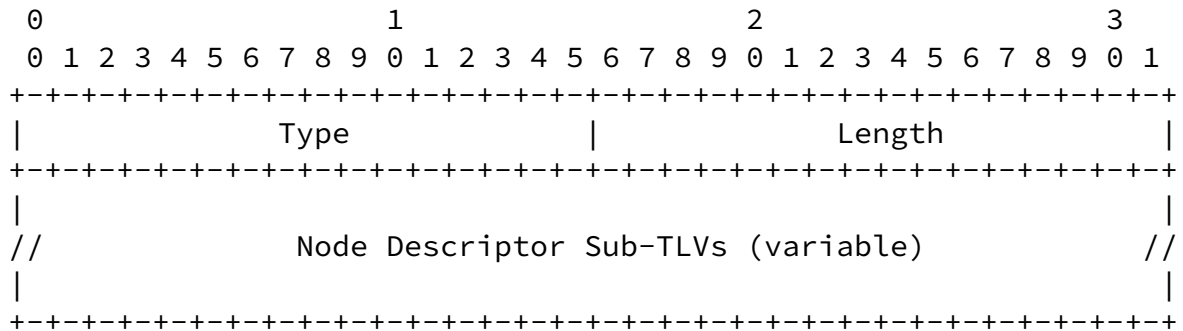 0                   1                   2                   3
 0 1 2 3 4 5 6 7 8 9 0 1 2 3 4 5 6 7 8 9 0 1 2 3 4 5 6 7 8 9 0 1
+-+-+-+-+-+-+-+-+-+-+-+-+-+-+-+-+-+-+-+-+-+-+-+-+-+-+-+-+-+-+-+-+
|              Type             |             Length            |
+-+-+-+-+-+-+-+-+-+-+-+-+-+-+-+-+-+-+-+-+-+-+-+-+-+-+-+-+-+-+-+-+
|                                                               |
//              Node Descriptor Sub-TLVs (variable)            //
|                                                               |
+-+-+-+-+-+-+-+-+-+-+-+-+-+-+-+-+-+-+-+-+-+-+-+-+-+-+-+-+-+-+-+-+